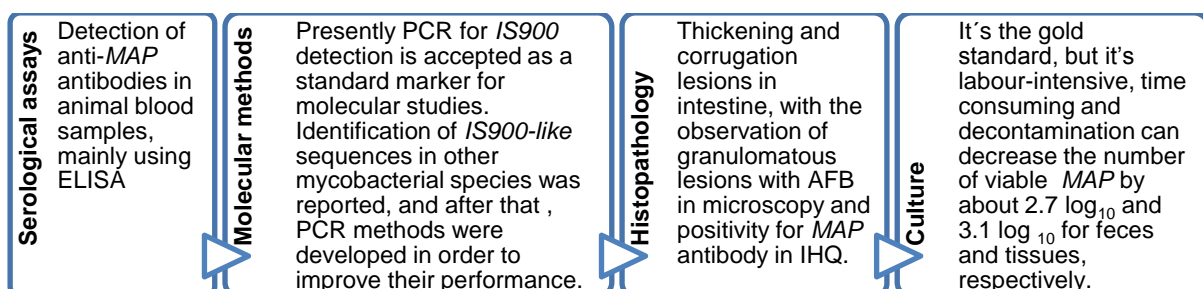 Serological assays
Detection of
anti-MAP
antibodies in
animal blood
samples,
mainly using
ELISA
Molecular methods
Presently PCR for IS900
detection is accepted as a
standard marker for
molecular studies.
Identification of IS900-like
sequences in other
mycobacterial species was
reported, and after that ,
PCR methods were
developed in order to
improve their performance.
Histopathology
Thickening and
corrugation
lesions in
intestine, with the
observation of
granulomatous
lesions with AFB
in microscopy and
positivity for MAP
antibody in IHQ.
Culture
It´s the gold
standard, but it’s
labour-intensive, time
consuming and
decontamination can
decrease the number
of viable MAP by
about 2.7 log₁₀ and
3.1 log ₁₀ for feces
and tissues,
respectively.